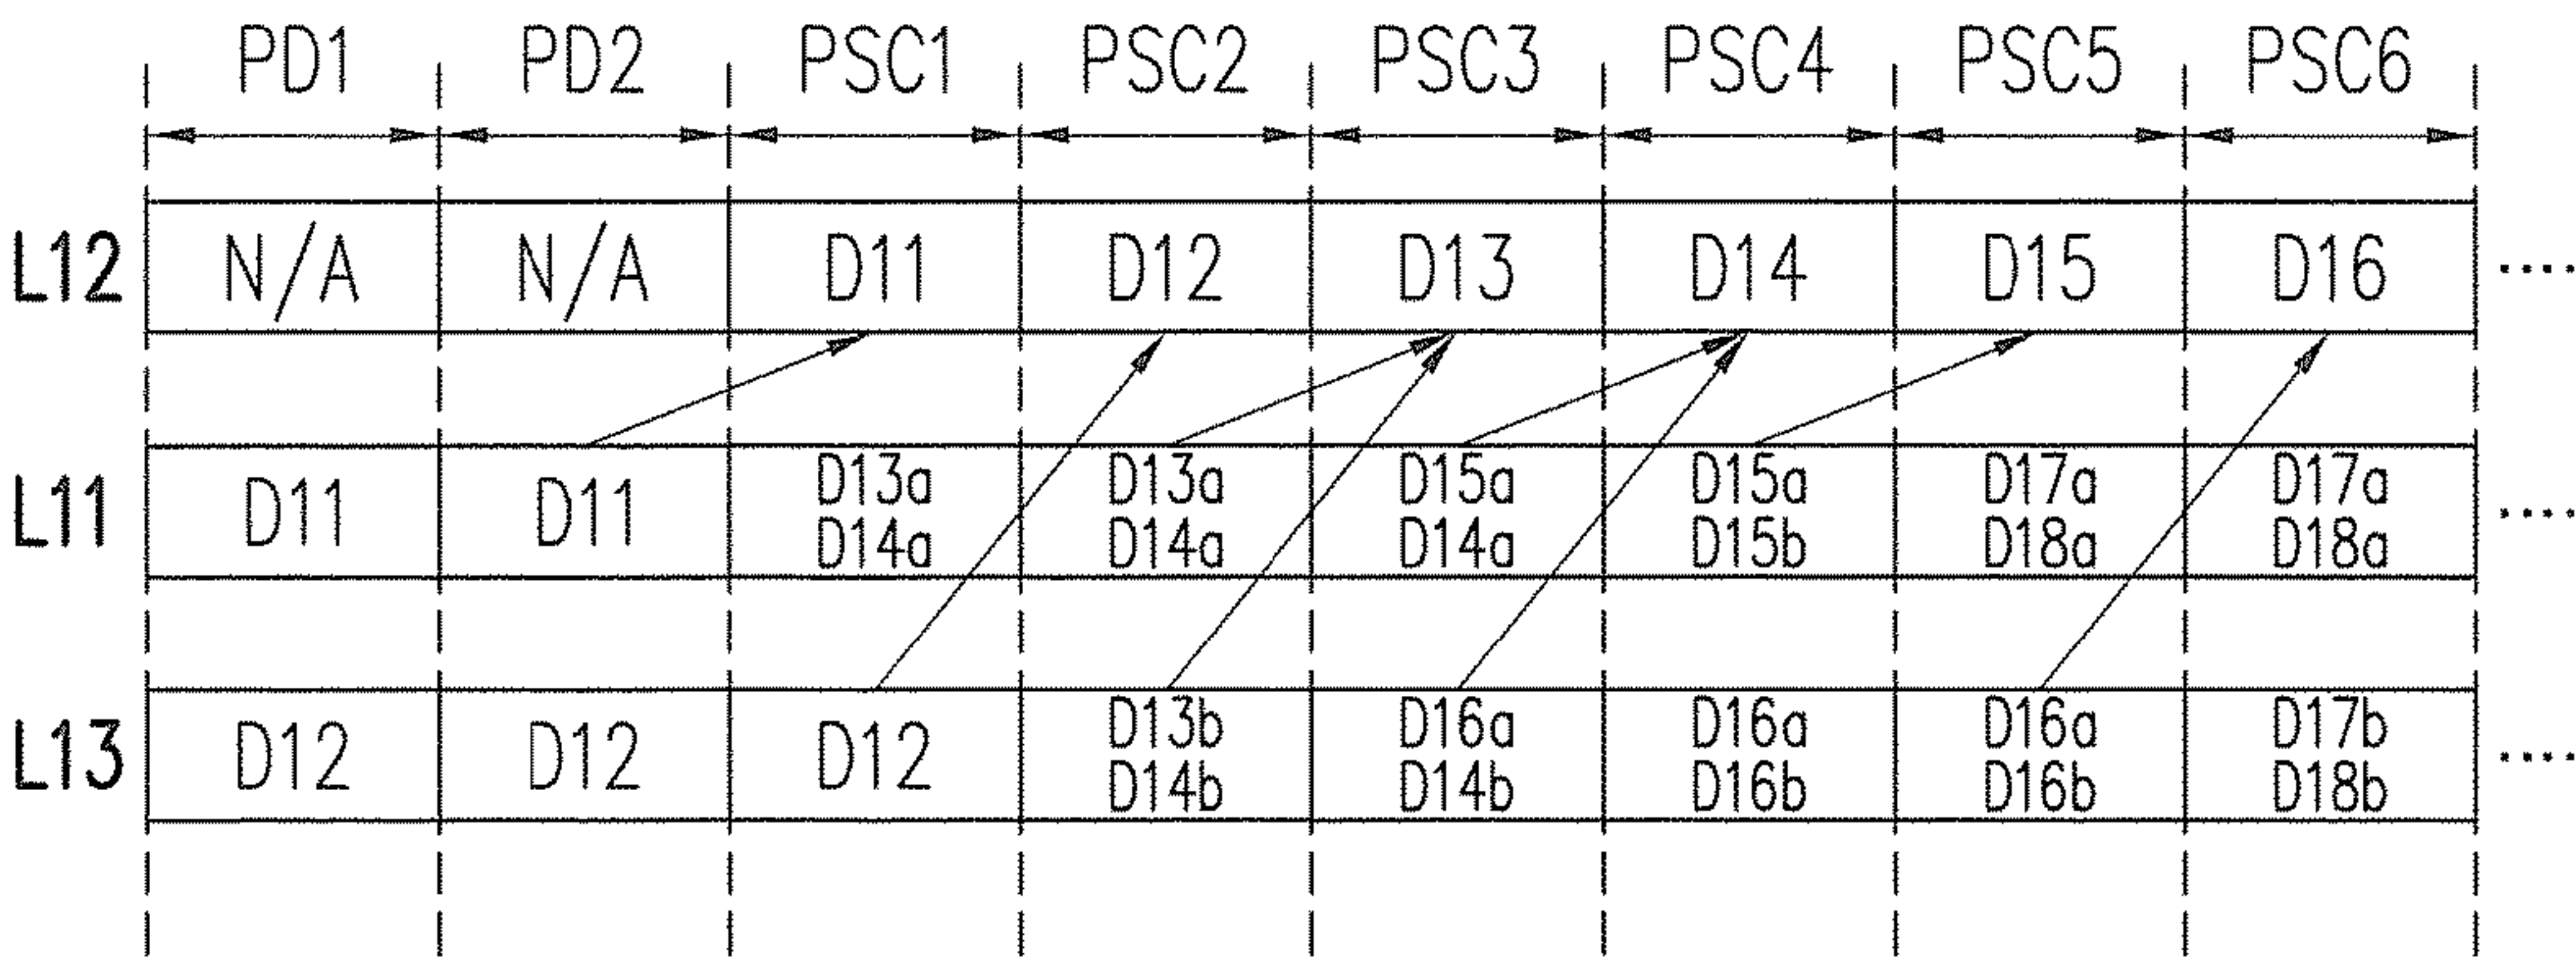 PD1 PD2 PSC1 PSC2 PSC3 PSC4 PSC5 PSC6
L12 N/A N/A D11 D12 D13 D14 D15 D16 ....
D13a D13a D15a D15a D17a D17a
L11 D11 D11 ....
D14a D14a D14a D15b D18a D18a
D13b D16a D16a D16a D17b
L13 D12 D12 D12 ....
D14b D14b D16b D16b D18b